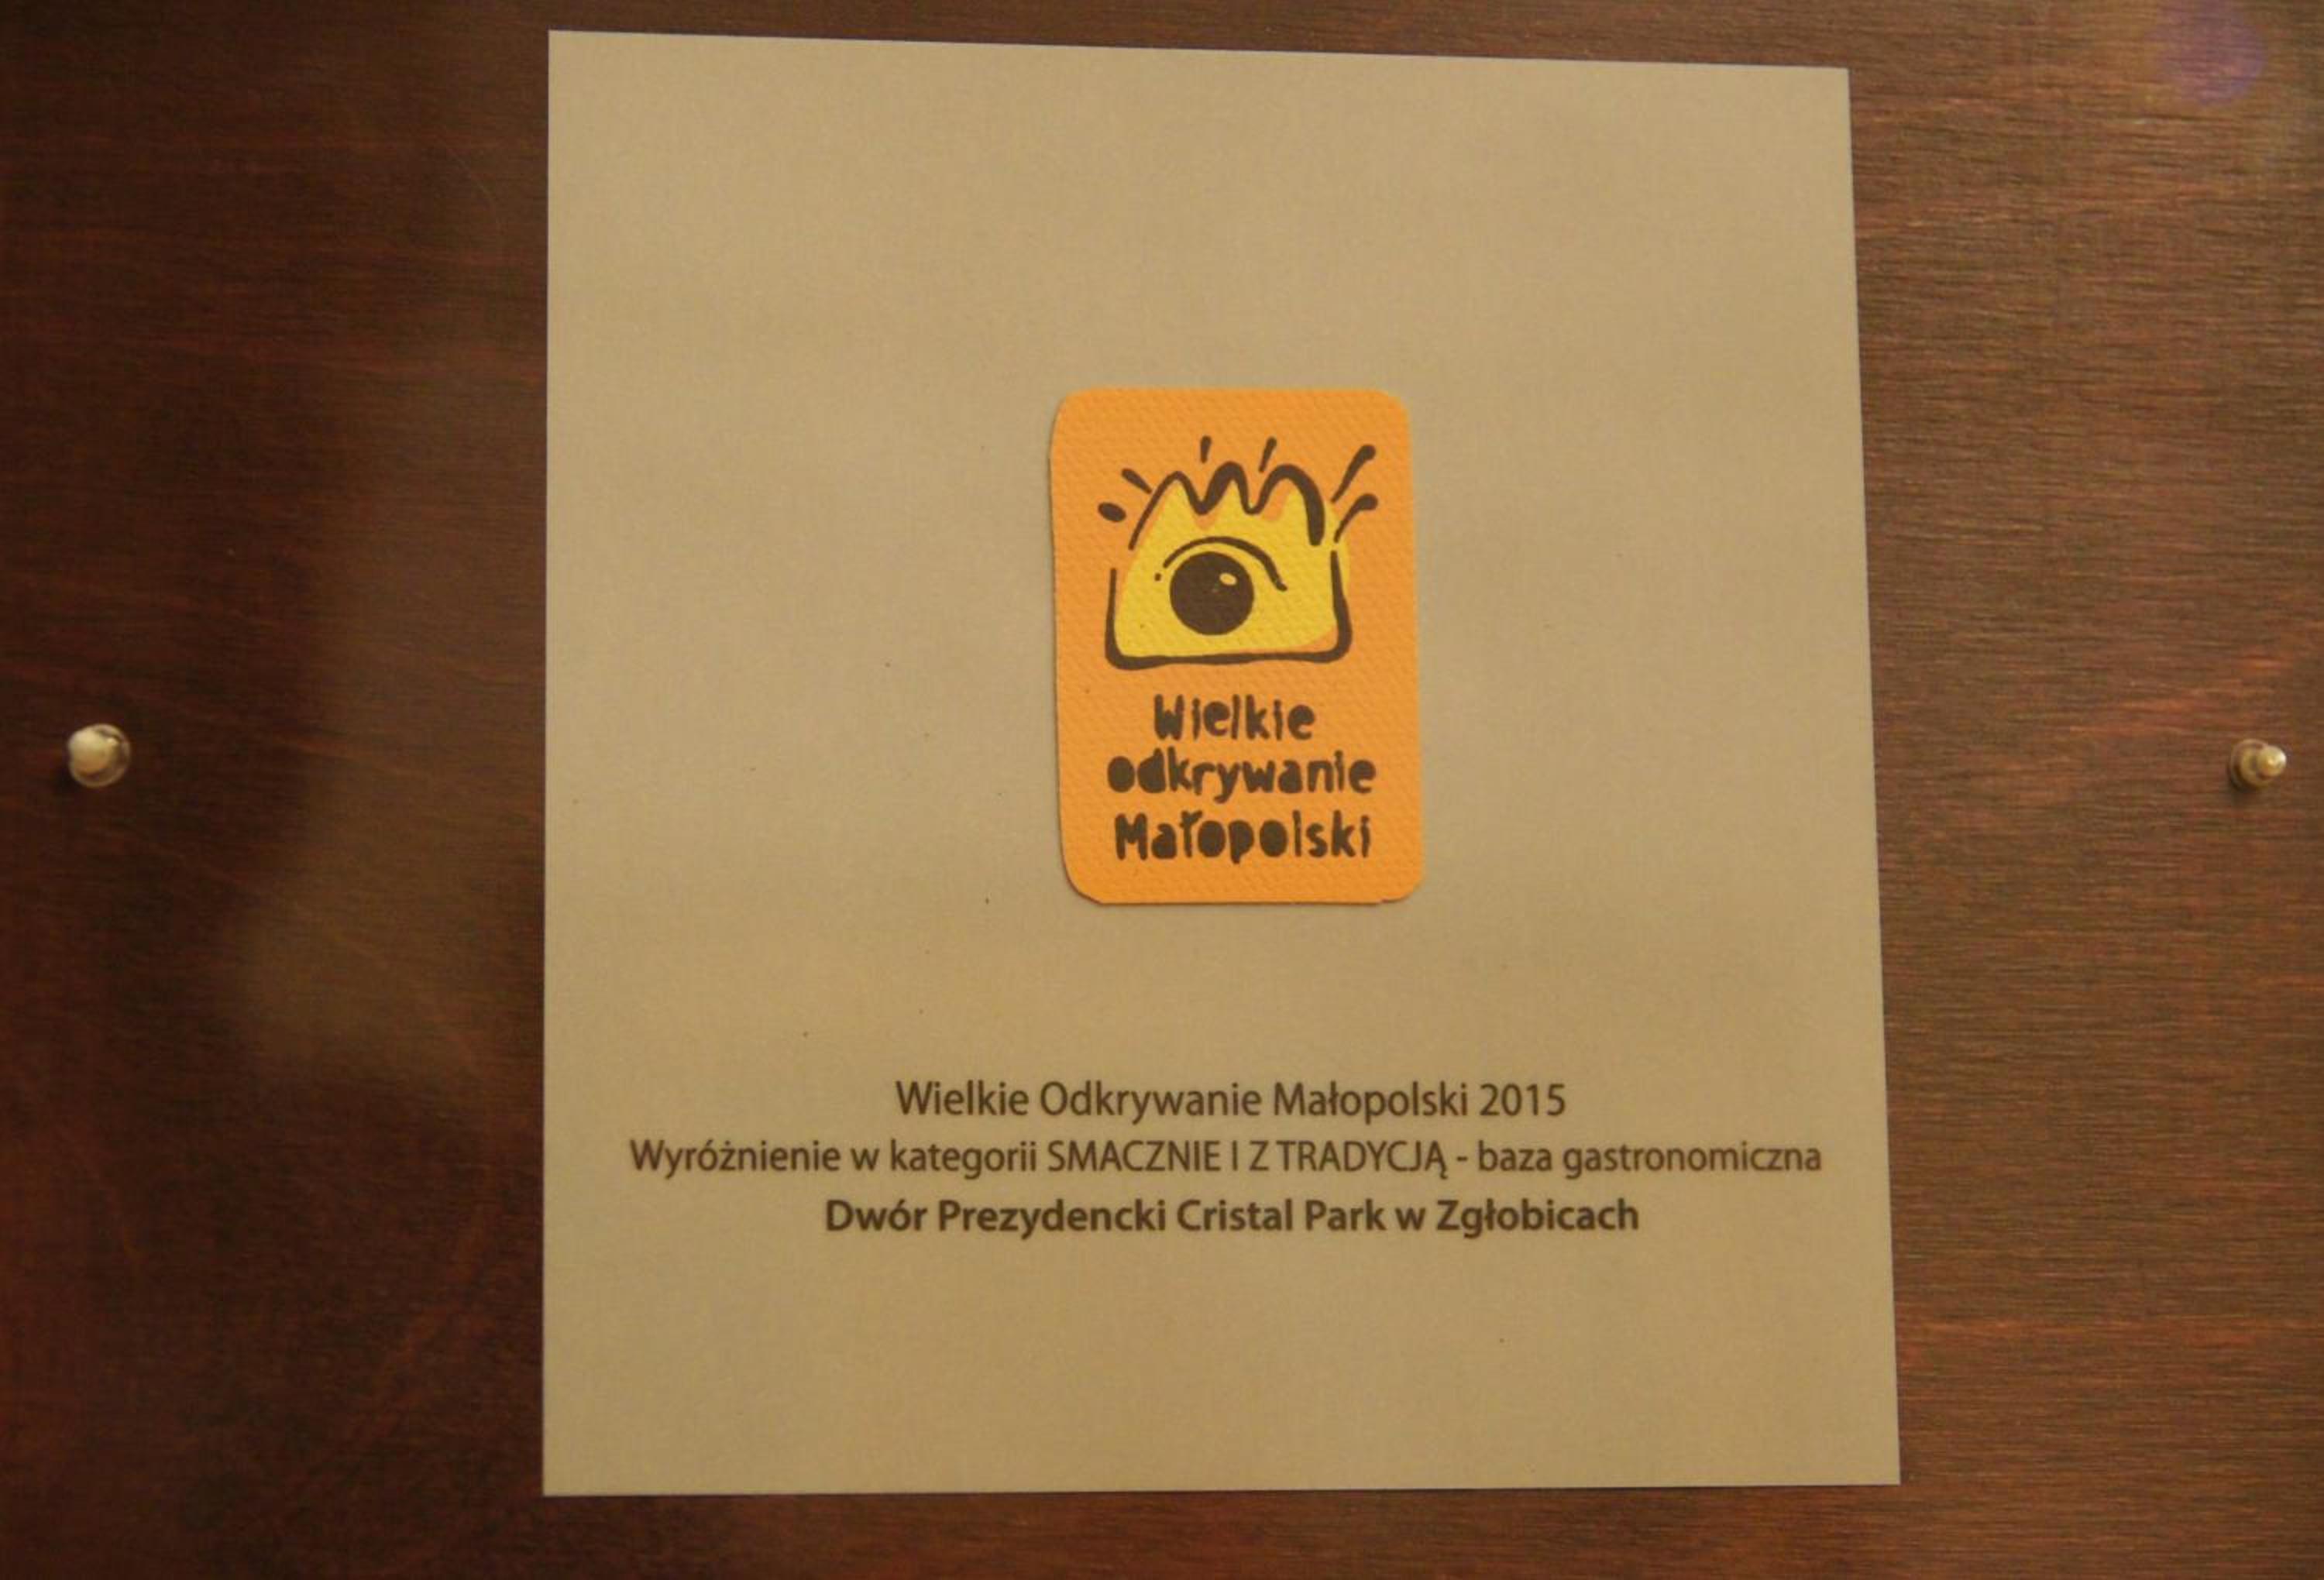 Wielkie
odkrywanie
Małopolski
Wielkie Odkrywanie Małopolski 2015
Wyróżnienie w kategorii SMACZNIE I Z TRADYCJĄ - baza gastronomiczna
Dwór Prezydencki Cristal Park w Zgłobicach